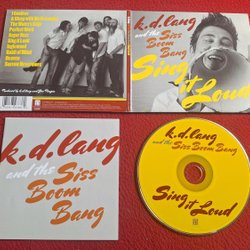 I Confess
A Sleep with No Dreaming
The Water's Edge
Perfect Word
Sugar Buzz
Sing it Loud
Inglewood
Habit of Mind
Heaven
Sorrow Nevermore
k.d.lang
and the Siss
Boom
Bang
Sing
it Loud
k.d.lang
and the Siss
Boom
Bang
k.d.lang
and the Siss Boom Bang
Sing it Loud